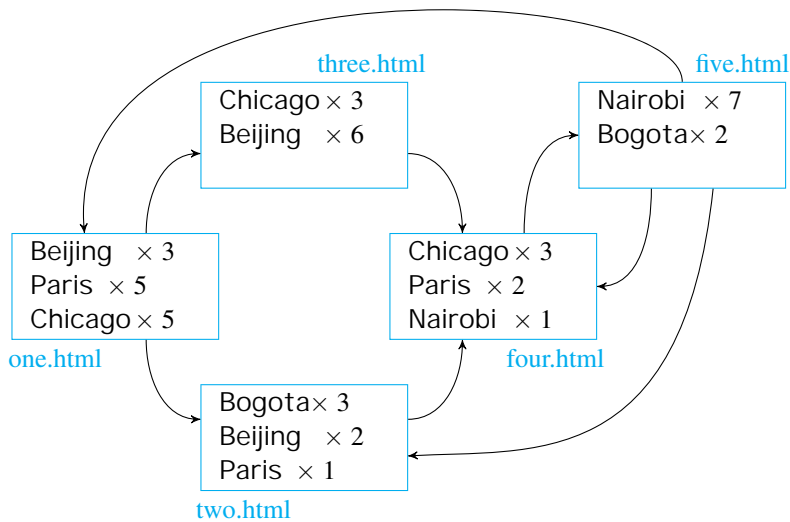 three.html
Chicago × 3
Beijing × 6
five.html
Nairobi × 7
Bogota × 2
Beijing × 3
Paris × 5
Chicago × 5
one.html
Chicago × 3
Paris × 2
Nairobi × 1
four.html
Bogota × 3
Beijing × 2
Paris × 1
two.html